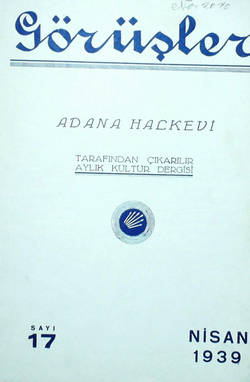 Görüşler
ADANA HALKEVİ
TARAFINDAN ÇIKARILIR
AYLIK KÜLTÜR DERGİSİ
SAYI
17
NİSAN
1939